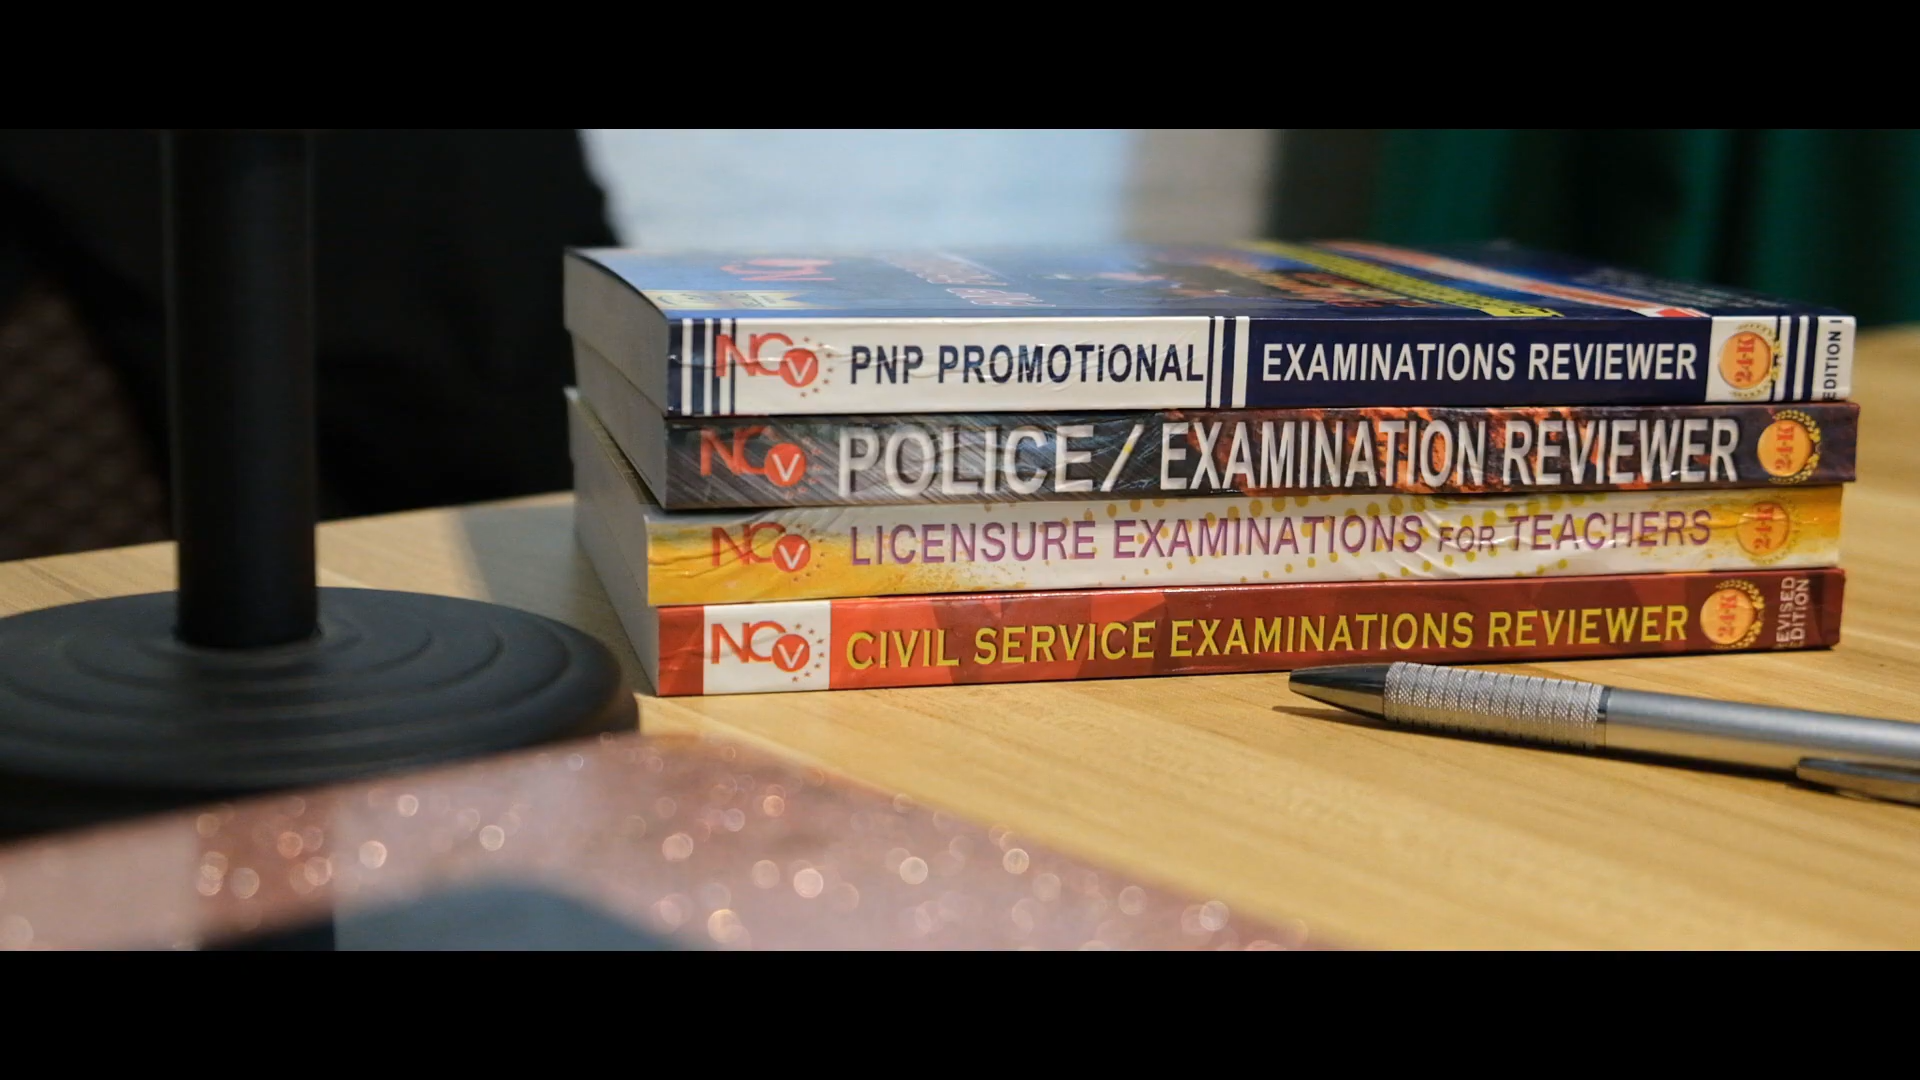 NCV PNP PROMOTIONAL EXAMINATIONS REVIEWER 24-K EDITION
NCV POLICE/ EXAMINATION REVIEWER 24-K
NCV LICENSURE EXAMINATIONS FOR TEACHERS 24-K
NCV CIVIL SERVICE EXAMINATIONS REVIEWER 24-K REVISED EDITION